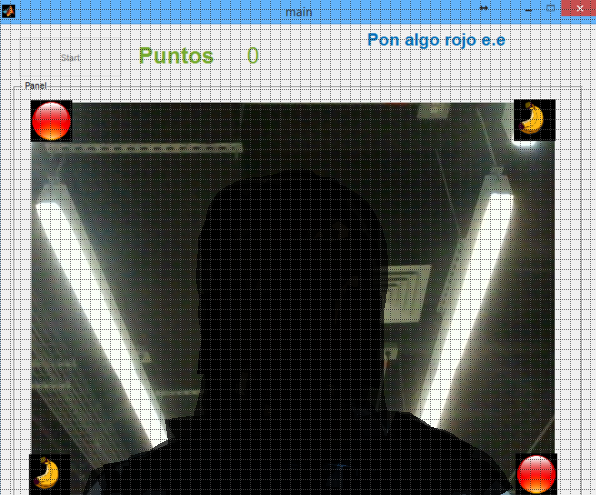 main
Pon algo rojo e.e
Puntos 0
Start
Panel